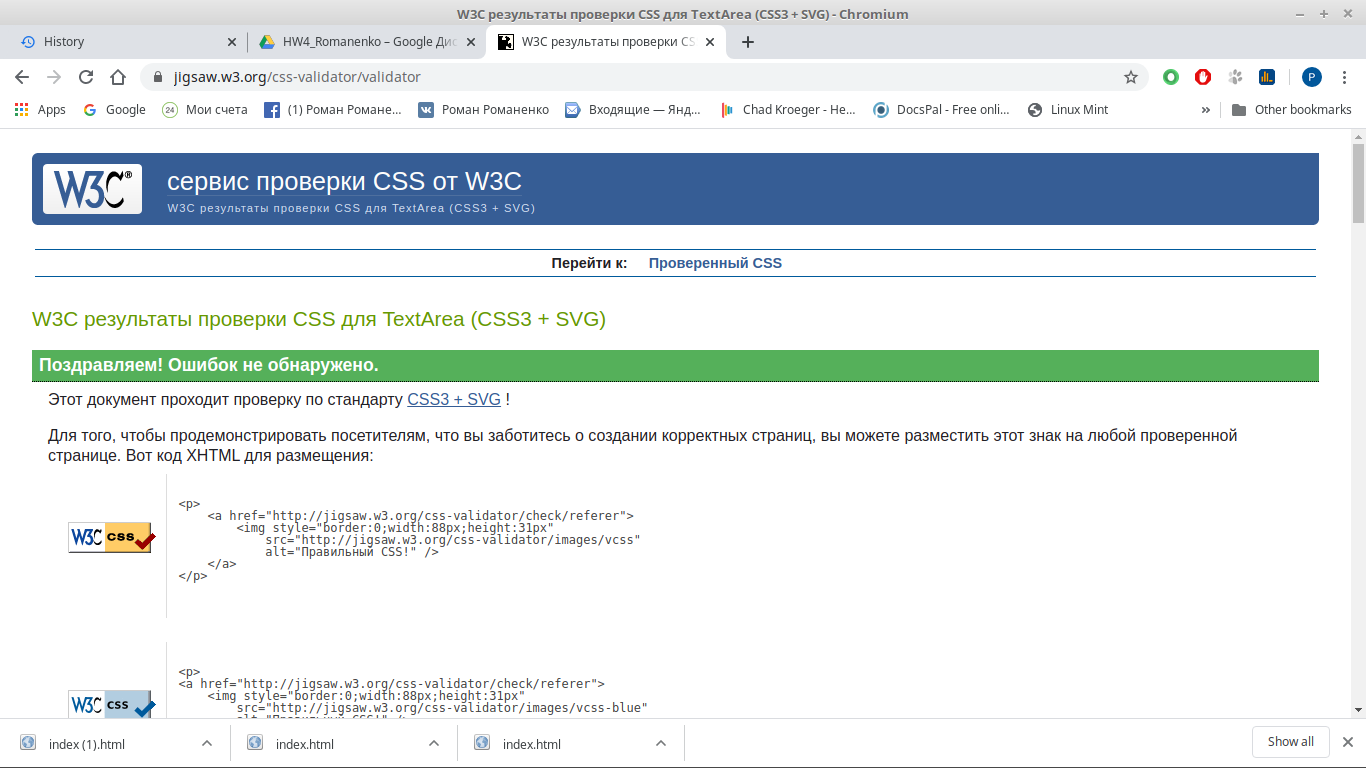 W3C результаты проверки CSS для TextArea (CSS3 + SVG) - Chromium
History
HW4_Romanenko – Google Дис
W3C результаты проверки CS
jigsaw.w3.org/css-validator/validator
P
Apps
Google
24 Мои счета
(1) Роман Романе...
Роман Романенко
Входящие — Янд...
Chad Kroeger - He...
DocsPal - Free onli...
Linux Mint
»
Other bookmarks
W3C®
сервис проверки CSS от W3C
W3C результаты проверки CSS для TextArea (CSS3 + SVG)
Перейти к: Проверенный CSS
W3C результаты проверки CSS для TextArea (CSS3 + SVG)
Поздравляем! Ошибок не обнаружено.
Этот документ проходит проверку по стандарту CSS3 + SVG !
Для того, чтобы продемонстрировать посетителям, что вы заботитесь о создании корректных страниц, вы можете разместить этот знак на любой проверенной
странице. Вот код XHTML для размещения:
W3C css
<p>
<a href="http://jigsaw.w3.org/css-validator/check/referer">
<img style="border:0;width:88px;height:31px"
src="http://jigsaw.w3.org/css-validator/images/vcss"
alt="Правильный CSS!" />
</a>
</p>
W3C css
<p>
<a href="http://jigsaw.w3.org/css-validator/check/referer">
<img style="border:0;width:88px;height:31px"
src="http://jigsaw.w3.org/css-validator/images/vcss-blue"
alt="Правильный CSS!" />
index (1).html
index.html
index.html
Show all